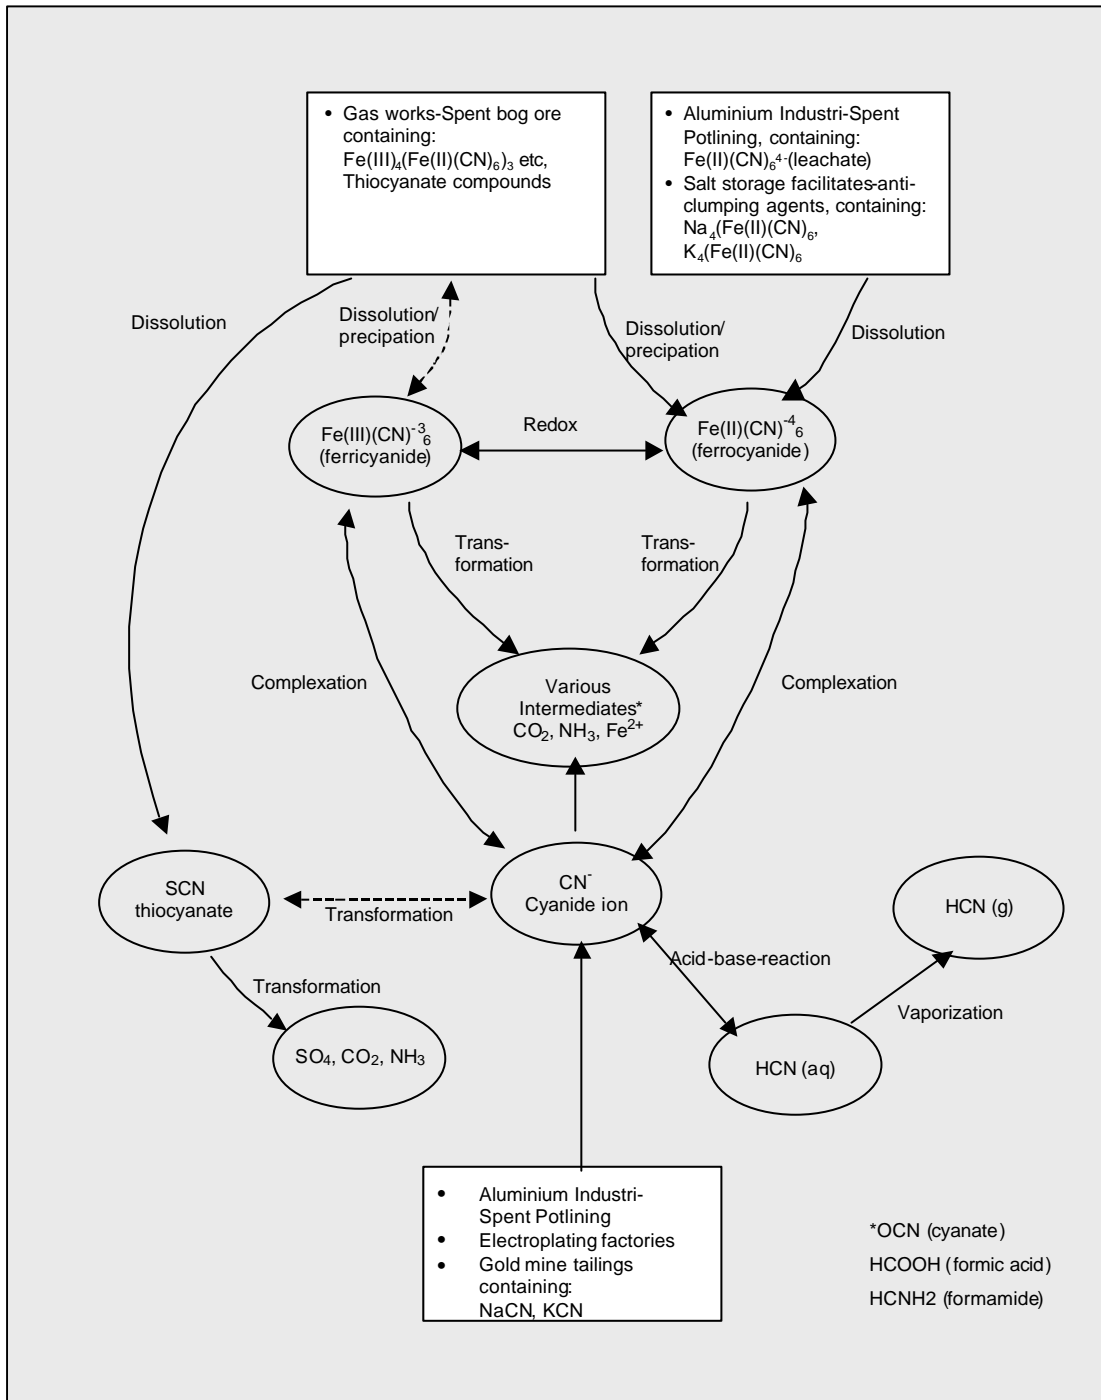 • Gas works-Spent bog ore
containing:
Fe(III)₄(Fe(II)(CN)₆)₃ etc,
Thiocyanate compounds
• Aluminium Industri-Spent
Potlining, containing:
Fe(II)(CN)₆⁴⁻(leachate)
• Salt storage facilitates-anti-
clumping agents, containing:
Na₄(Fe(II)(CN)₆,
K₄(Fe(II)(CN)₆
Dissolution
Dissolution/
precipation
Dissolution/
precipation
Dissolution
Fe(III)(CN)⁻³₆
(ferricyanide)
Redox
Fe(II)(CN)⁻⁴₆
(ferrocyanide)
Trans-
formation
Trans-
formation
Complexation
Various
Intermediates*
CO₂, NH₃, Fe²⁺
Complexation
SCN
thiocyanate
Transformation
CN⁻
Cyanide ion
HCN (g)
Acid-base-reaction
Transformation
Vaporization
SO₄, CO₂, NH₃
HCN (aq)
• Aluminium Industri-
Spent Potlining
• Electroplating factories
• Gold mine tailings
containing:
NaCN, KCN
*OCN (cyanate)
HCOOH (formic acid)
HCNH2 (formamide)